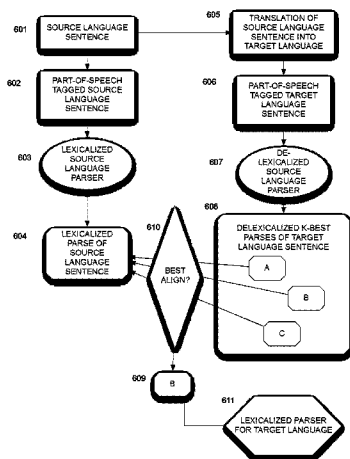 601
SOURCE LANGUAGE
SENTENCE
605
TRANSLATION OF
SOURCE LANGUAGE
SENTENCE INTO
TARGET LANGUAGE
602
PART-OF-SPEECH
TAGGED SOURCE
LANGUAGE
SENTENCE
606
PART-OF-SPEECH
TAGGED TARGET
LANGUAGE
SENTENCE
603
LEXICALIZED
SOURCE
LANGUAGE
PARSER
607
DE-
LEXICALIZED
SOURCE
LANGUAGE
PARSER
604
LEXICALIZED
PARSE OF
SOURCE
LANGUAGE
SENTENCE
610
BEST
ALIGN?
608
DELEXICALIZED K-BEST
PARSES OF TARGET
LANGUAGE SENTENCE
A
B
C
609
B
611
LEXICALIZED PARSER
FOR TARGET LANGUAGE